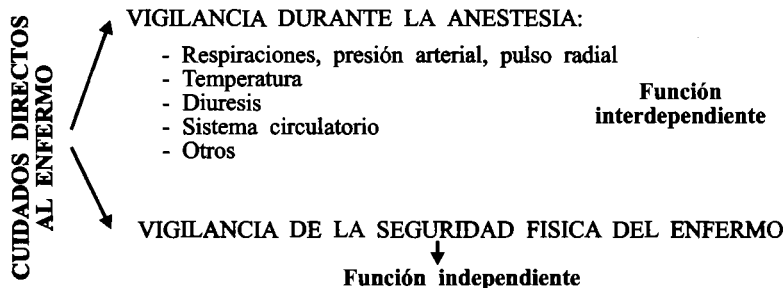 CUIDADOS DIRECTOS
AL ENFERMO
VIGILANCIA DURANTE LA ANESTESIA:
- Respiraciones, presión arterial, pulso radial
- Temperatura
- Diuresis
- Sistema circulatorio
- Otros
Función
interdependiente
VIGILANCIA DE LA SEGURIDAD FISICA DEL ENFERMO
Función independiente